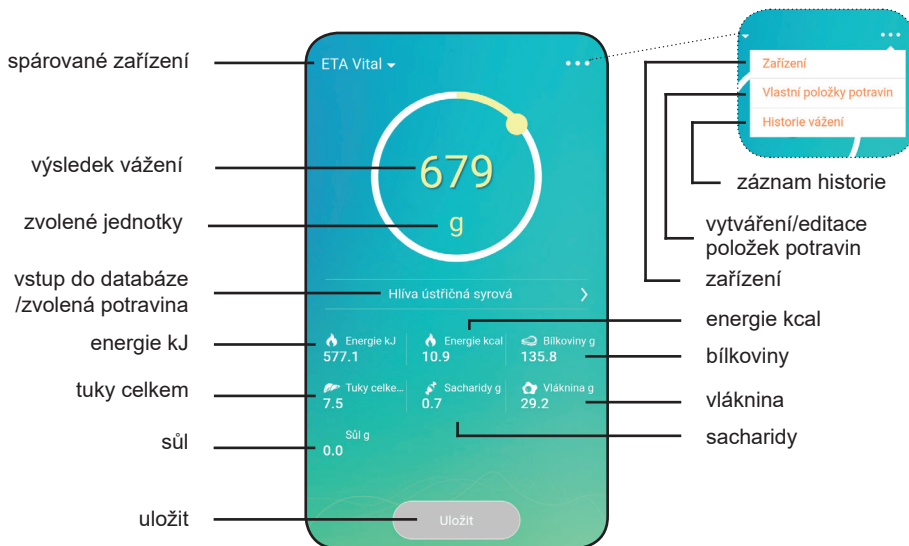 spárované zařízení
výsledek vážení
zvolené jednotky
vstup do databáze
/zvolená potravina
energie kJ
tuky celkem
sůl
uložit
ETA Vital
679
g
Hlíva ústřičná syrová
Energie kJ
577.1
Energie kcal
10.9
Bílkoviny g
135.8
Tuky celke...
7.5
Sacharidy g
0.7
Vláknina g
29.2
Sůl g
0.0
Uložit
Zařízení
Vlastní položky potravin
Historie vážení
záznam historie
vytváření/editace
položek potravin
zařízení
energie kcal
bílkoviny
vláknina
sacharidy